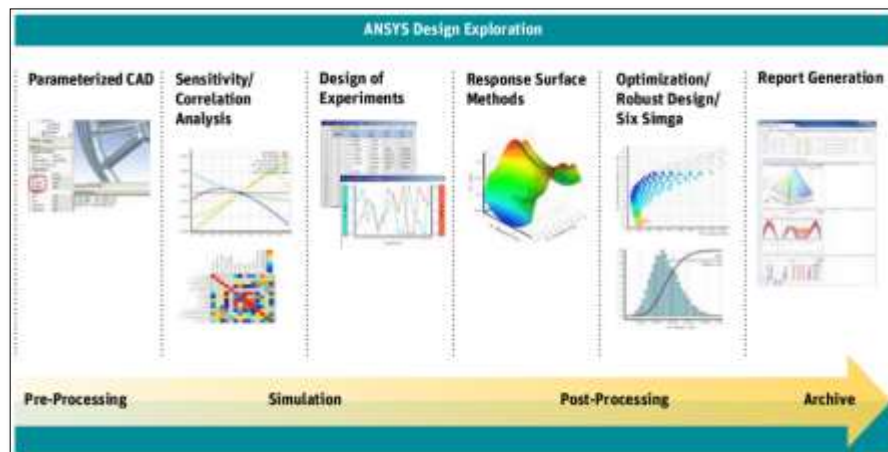 ANSYS Design Exploration
Parameterized CAD
Sensitivity/
Correlation
Analysis
Design of
Experiments
Response Surface
Methods
Optimization/
Robust Design/
Six Simga
Report Generation
Pre-Processing
Simulation
Post-Processing
Archive